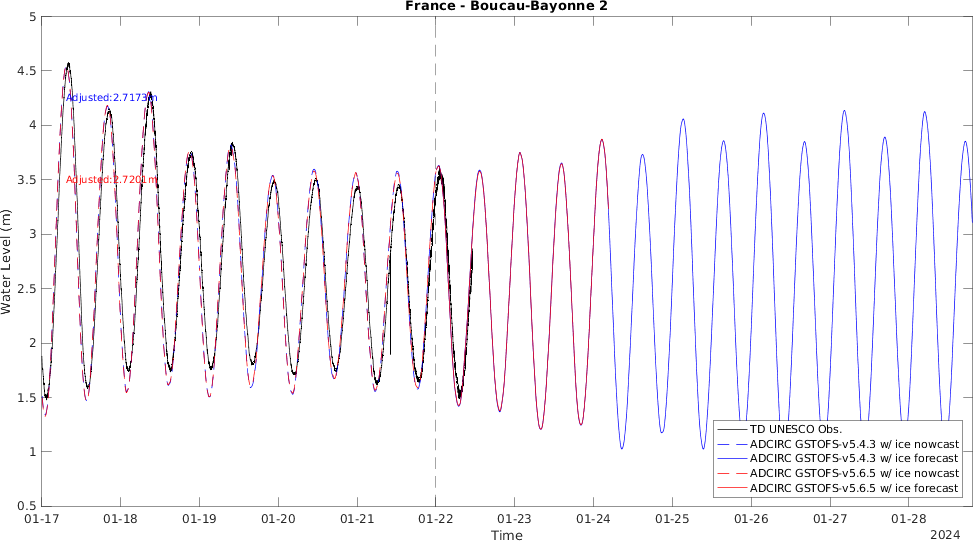 France - Boucau-Bayonne 2
5
4.5
4
3.5
3
2.5
2
1.5
1
0.5
Water Level (m)
Adjusted:2.7173m
Adjusted:2.7201m
TD UNESCO Obs.
ADCIRC GSTOFS-v5.4.3 w/ ice nowcast
ADCIRC GSTOFS-v5.4.3 w/ ice forecast
ADCIRC GSTOFS-v5.6.5 w/ ice nowcast
ADCIRC GSTOFS-v5.6.5 w/ ice forecast
01-17 01-18 01-19 01-20 01-21 01-22 01-23 01-24 01-25 01-26 01-27 01-28
Time
2024